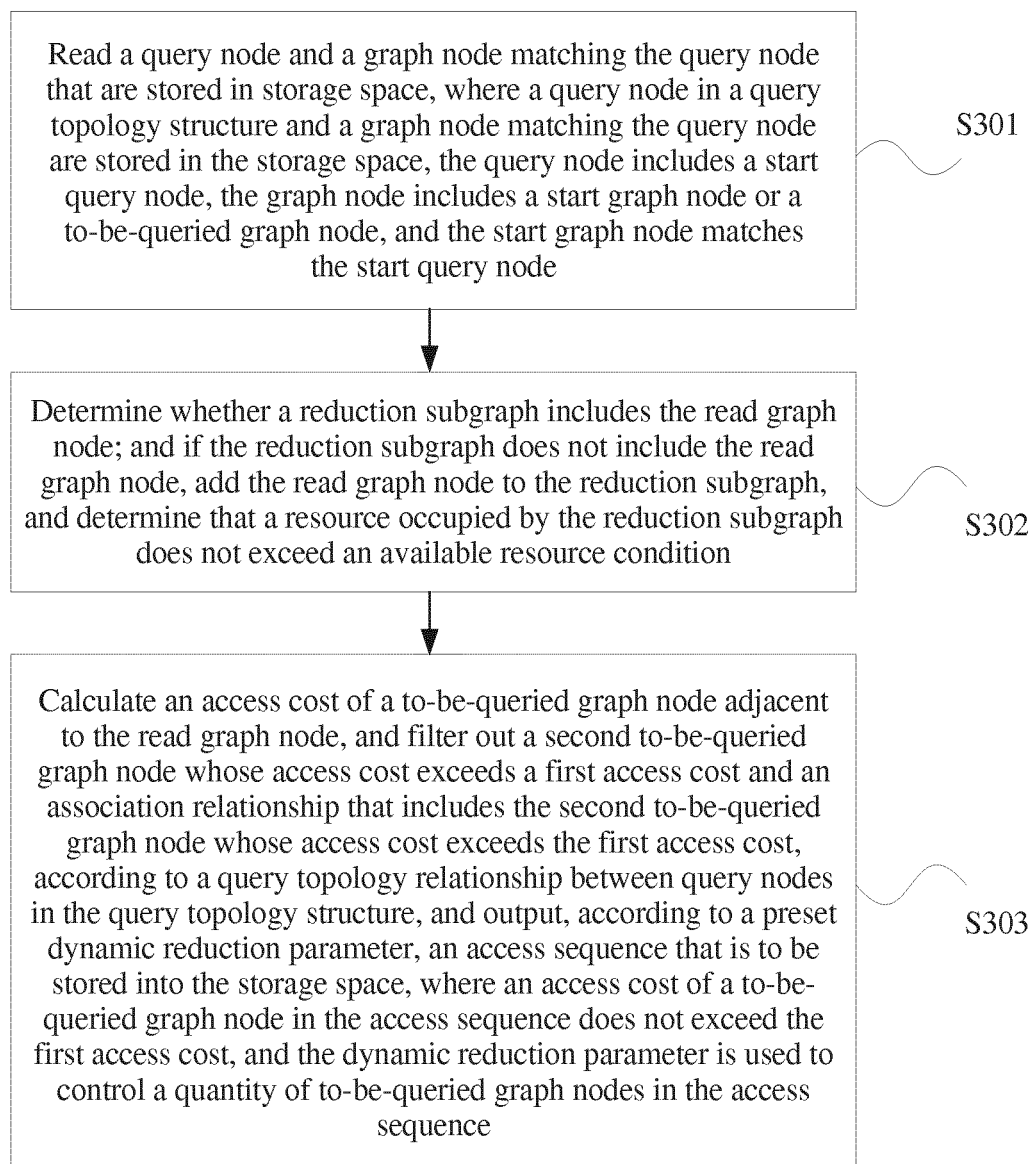 Read a query node and a graph node matching the query node
that are stored in storage space, where a query node in a query
topology structure and a graph node matching the query node
are stored in the storage space, the query node includes a start
query node, the graph node includes a start graph node or a
to-be-queried graph node, and the start graph node matches
the start query node
S301
Determine whether a reduction subgraph includes the read graph
node; and if the reduction subgraph does not include the read
graph node, add the read graph node to the reduction subgraph,
and determine that a resource occupied by the reduction subgraph
does not exceed an available resource condition
S302
Calculate an access cost of a to-be-queried graph node adjacent
to the read graph node, and filter out a second to-be-queried
graph node whose access cost exceeds a first access cost and an
association relationship that includes the second to-be-queried
graph node whose access cost exceeds the first access cost,
according to a query topology relationship between query nodes
in the query topology structure, and output, according to a preset
dynamic reduction parameter, an access sequence that is to be
stored into the storage space, where an access cost of a to-be-
queried graph node in the access sequence does not exceed the
first access cost, and the dynamic reduction parameter is used to
control a quantity of to-be-queried graph nodes in the access
sequence
S303